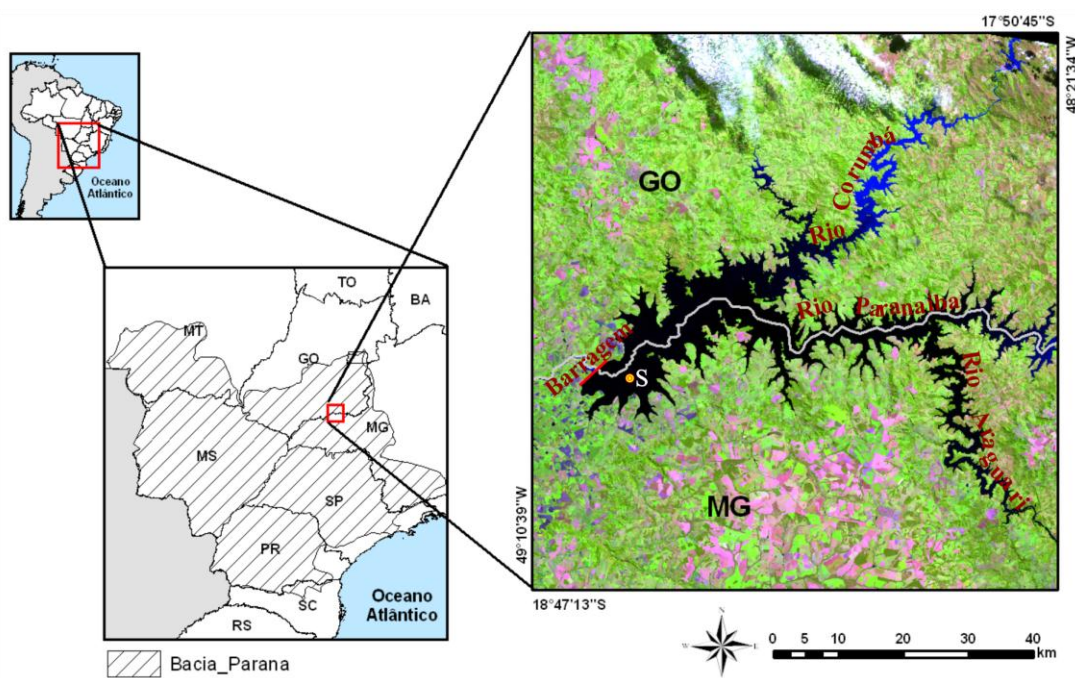 17°50'45"S
48°21'34"W
Oceano
Atlântico
GO
Rio Corumbá
Rio Paranaíba
Barragem
S
Rio Araguari
MG
49°10'39"W
18°47'13"S
TO
BA
MT
GO
MG
MS
SP
PR
SC
RS
Oceano
Atlântico
Bacia_Parana
N
W
E
S
0 5 10 20 30 40
km